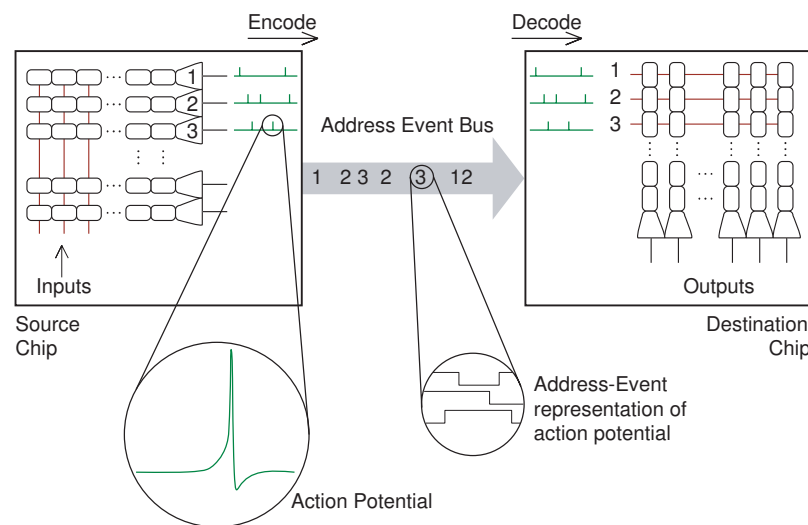 Encode
Decode
1
2
3
Inputs
Source
Chip
Address Event Bus
1 2 3 2 3 12
1
2
3
Outputs
Destination
Chip
Action Potential
Address-Event
representation of
action potential